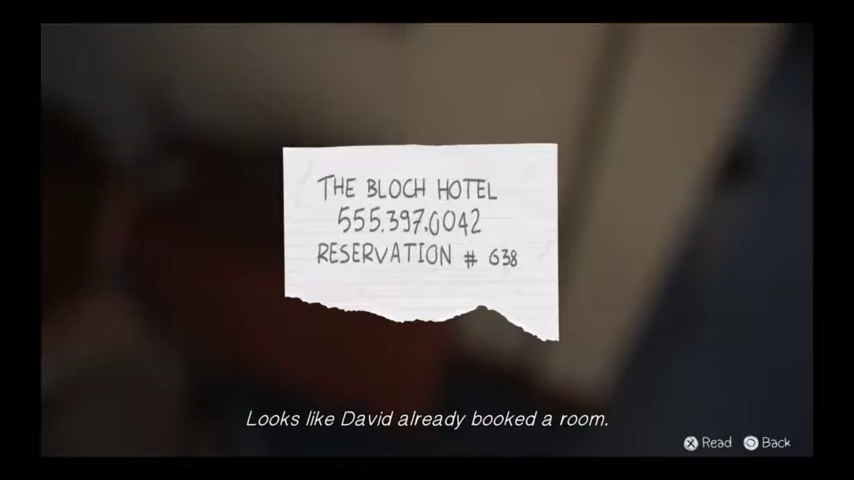 THE BLOCH HOTEL
555.397.0042
RESERVATION # 638
Looks like David already booked a room.
Read Back